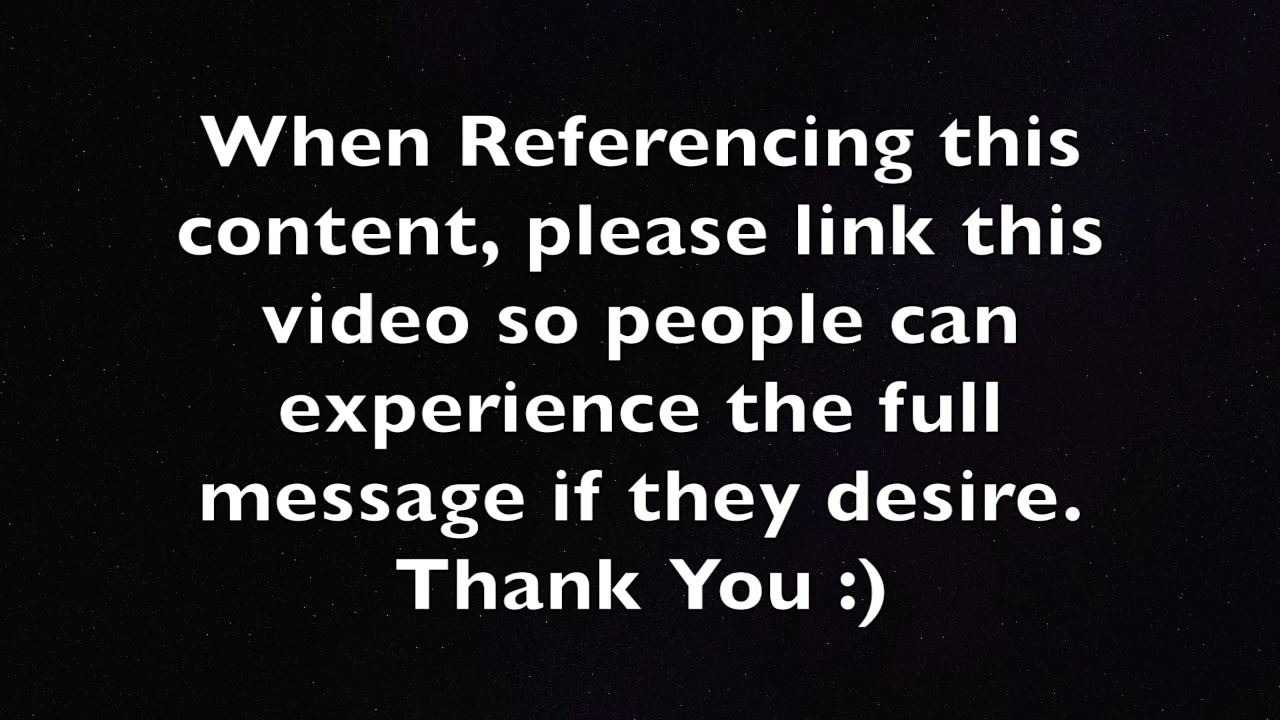 When Referencing this
content, please link this
video so people can
experience the full
message if they desire.
Thank You :)